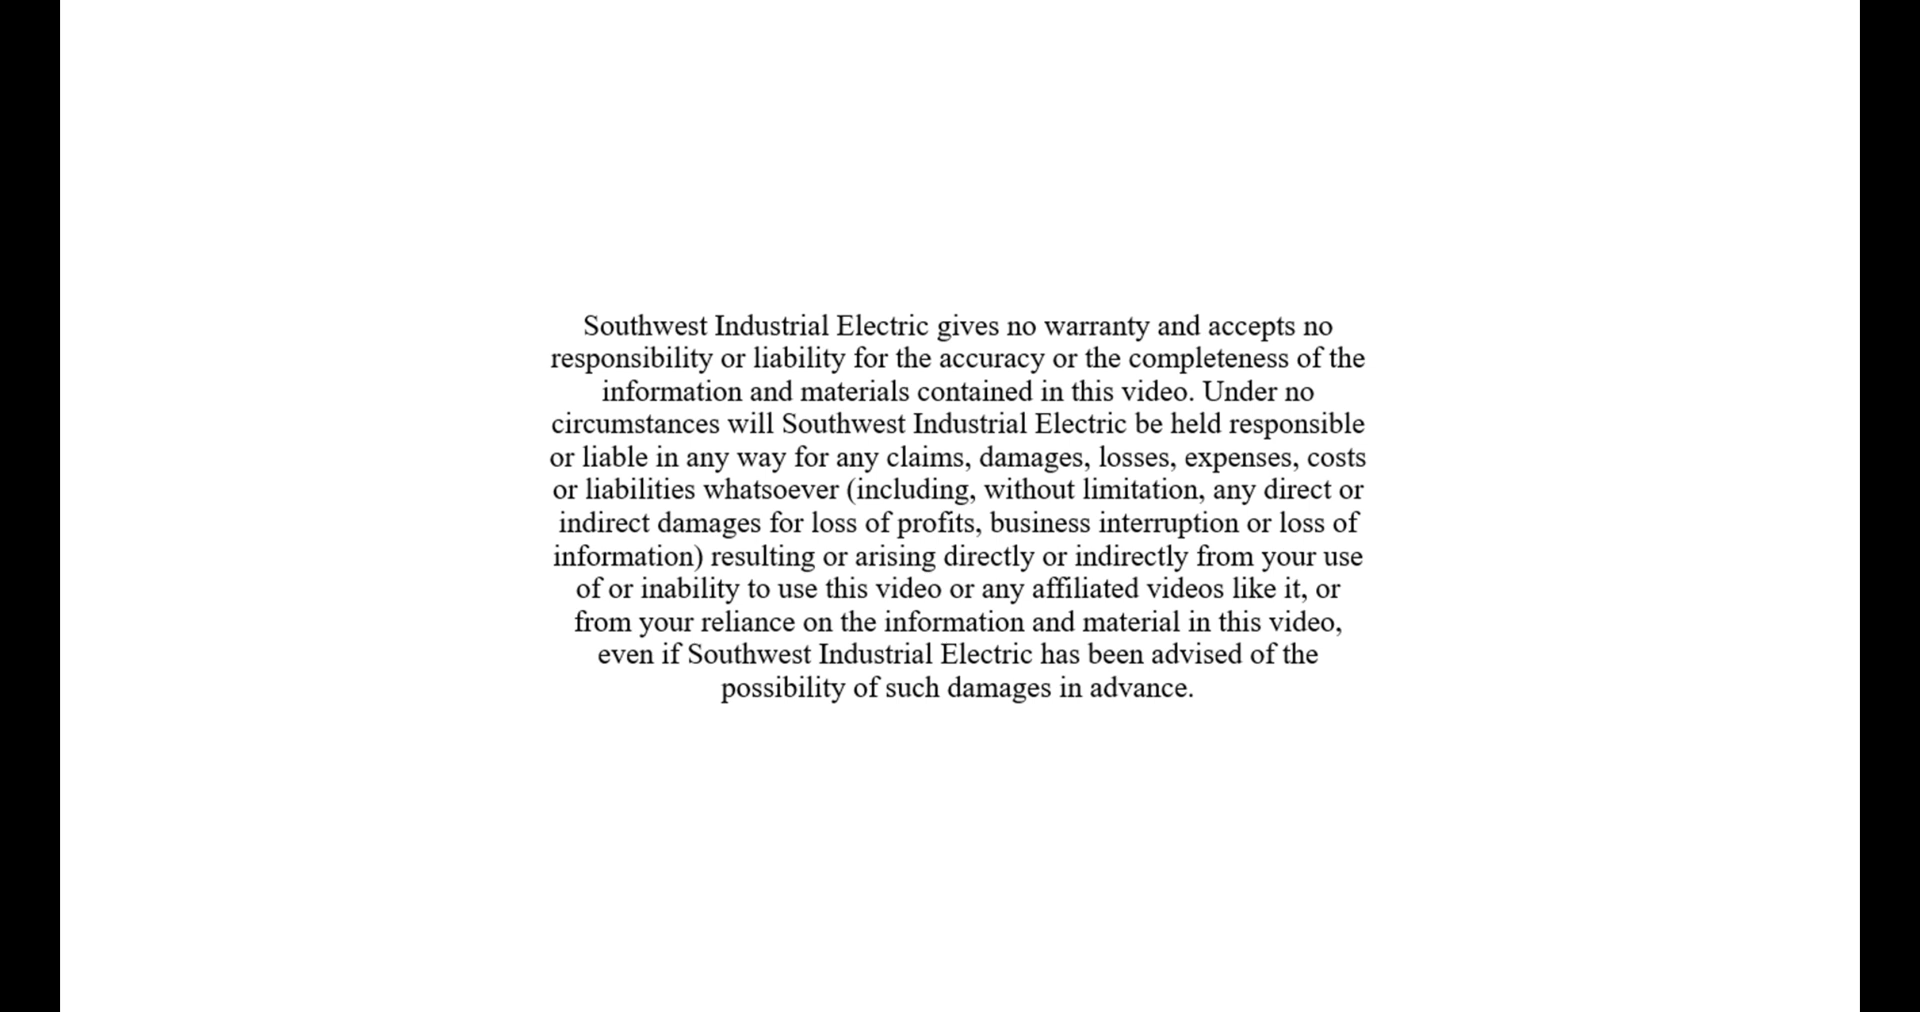 Southwest Industrial Electric gives no warranty and accepts no
responsibility or liability for the accuracy or the completeness of the
information and materials contained in this video. Under no
circumstances will Southwest Industrial Electric be held responsible
or liable in any way for any claims, damages, losses, expenses, costs
or liabilities whatsoever (including, without limitation, any direct or
indirect damages for loss of profits, business interruption or loss of
information) resulting or arising directly or indirectly from your use
of or inability to use this video or any affiliated videos like it, or
from your reliance on the information and material in this video,
even if Southwest Industrial Electric has been advised of the
possibility of such damages in advance.